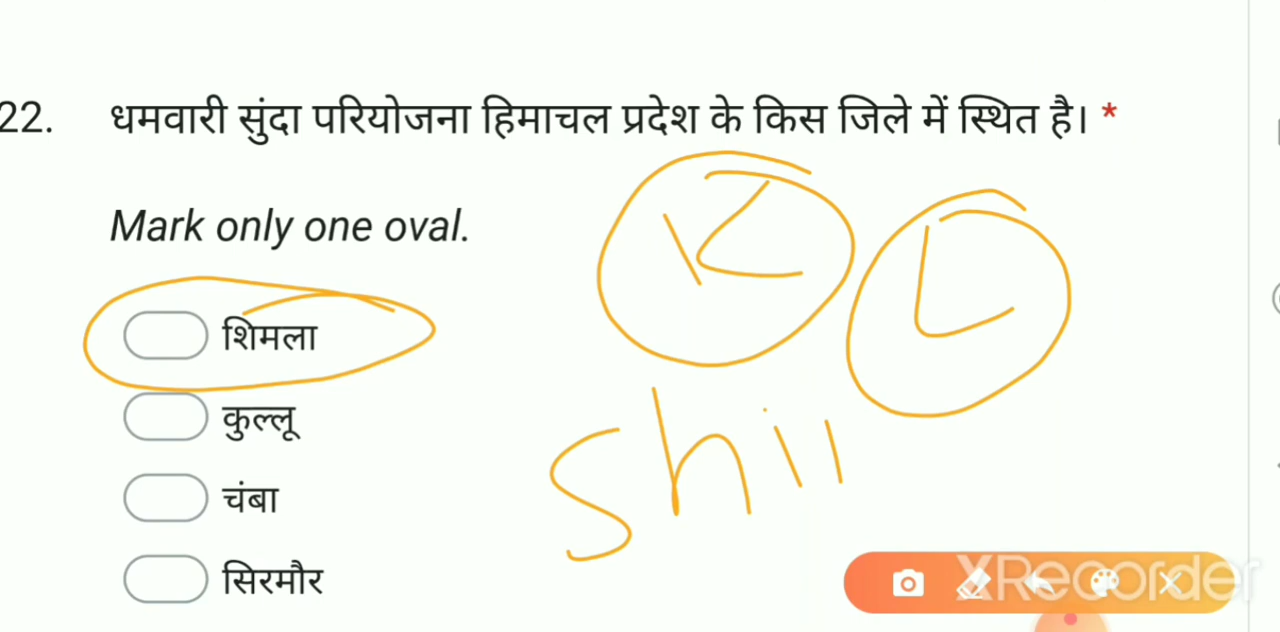 22. धमवारी सुंदा परियोजना हिमाचल प्रदेश के किस जिले में स्थित है। *
Mark only one oval.
K
L
शिमला
कुल्लू
shi
चंबा
सिरमौर
XRecorder